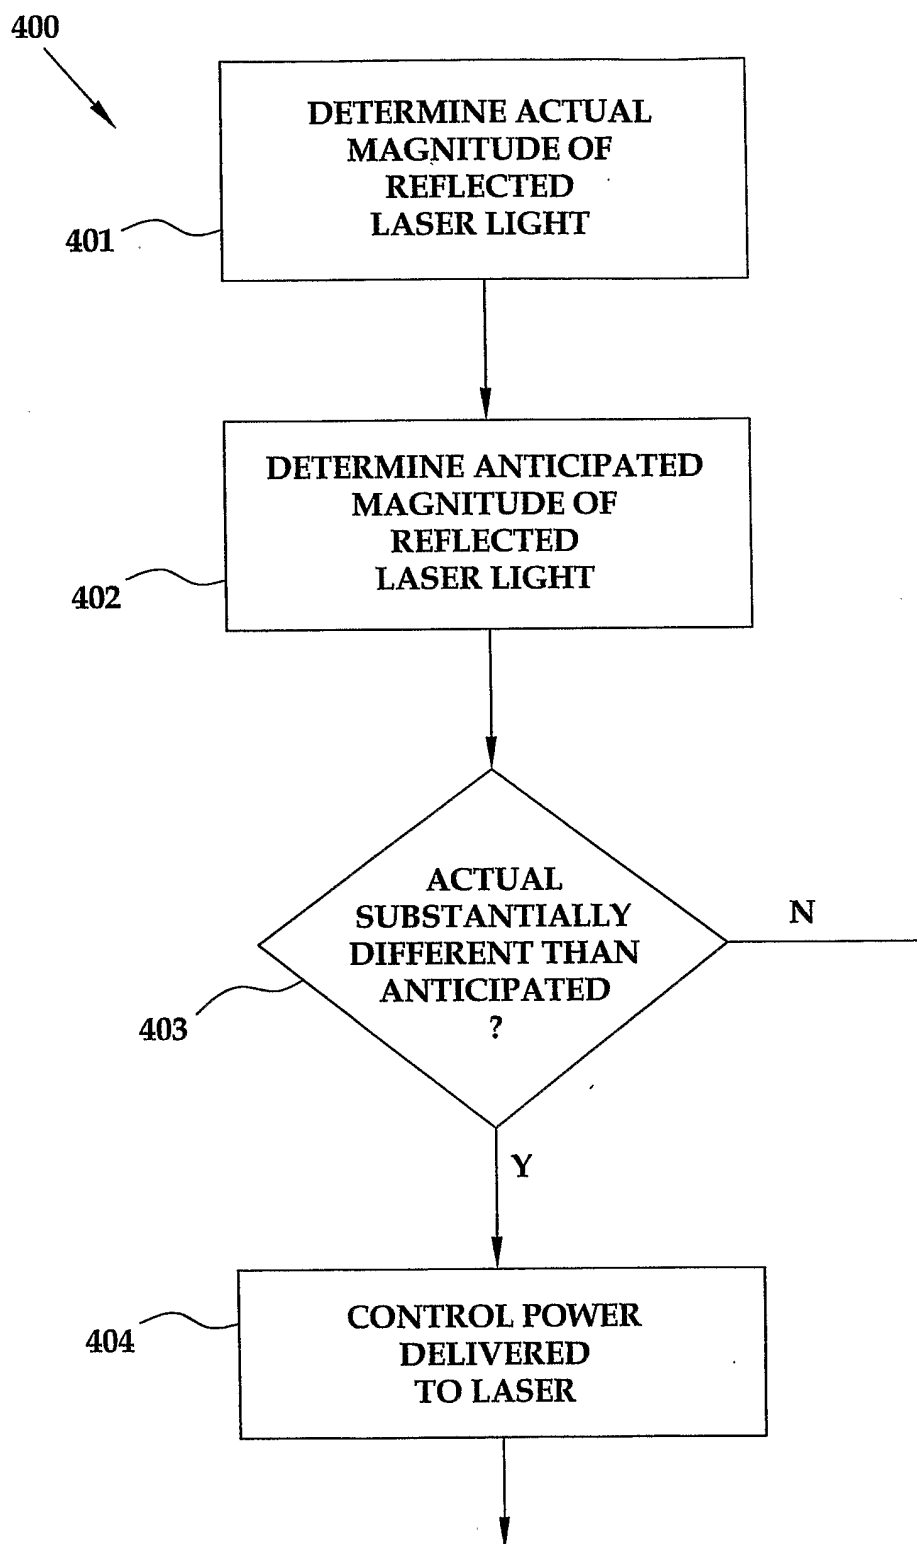 400
DETERMINE ACTUAL
MAGNITUDE OF
REFLECTED
LASER LIGHT
401
DETERMINE ANTICIPATED
MAGNITUDE OF
REFLECTED
LASER LIGHT
402
ACTUAL
SUBSTANTIALLY
DIFFERENT THAN
ANTICIPATED
?
N
403
Y
CONTROL POWER
DELIVERED
TO LASER
404